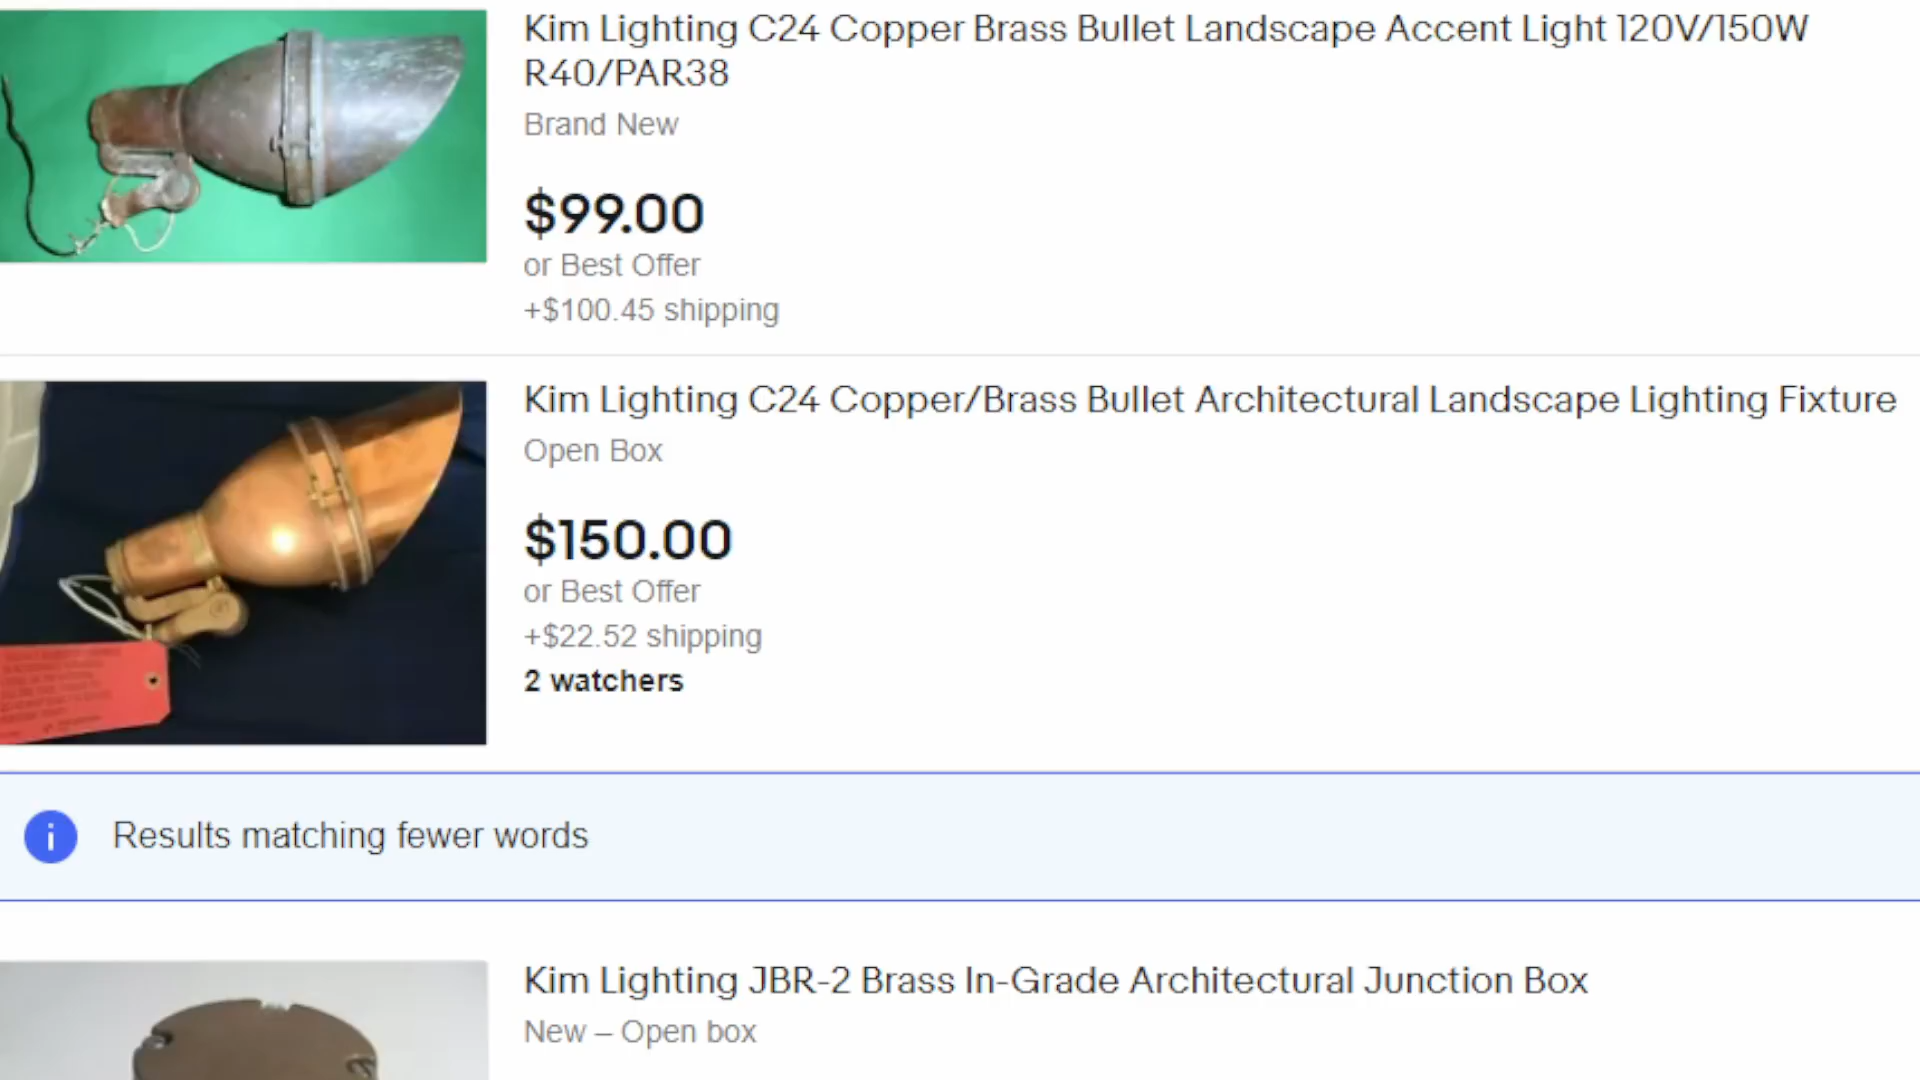 Kim Lighting C24 Copper Brass Bullet Landscape Accent Light 120V/150W
R40/PAR38
Brand New
$99.00
or Best Offer
+$100.45 shipping
Kim Lighting C24 Copper/Brass Bullet Architectural Landscape Lighting Fixture
Open Box
$150.00
or Best Offer
+$22.52 shipping
2 watchers
Results matching fewer words
Kim Lighting JBR-2 Brass In-Grade Architectural Junction Box
New – Open box